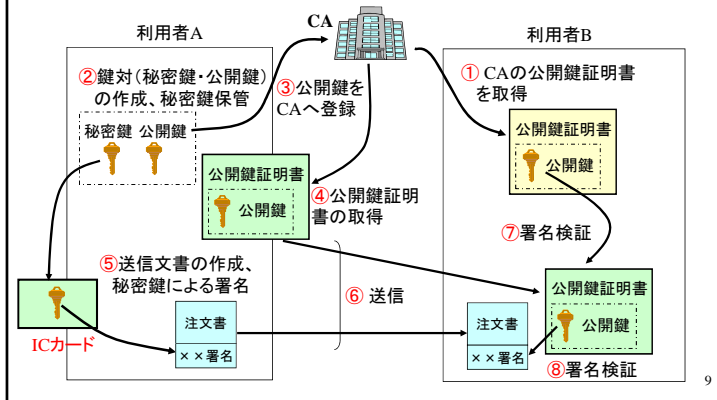 CA
利用者A
利用者B
②鍵対(秘密鍵・公開鍵)
の作成、秘密鍵保管
③公開鍵を
CAへ登録
① CAの公開鍵証明書
を取得
秘密鍵 公開鍵
公開鍵証明書
公開鍵
公開鍵証明書
公開鍵
④公開鍵証明
書の取得
⑦署名検証
⑤送信文書の作成、
秘密鍵による署名
⑥ 送信
公開鍵証明書
公開鍵
ICカード
注文書
××署名
注文書
××署名
⑧署名検証
9